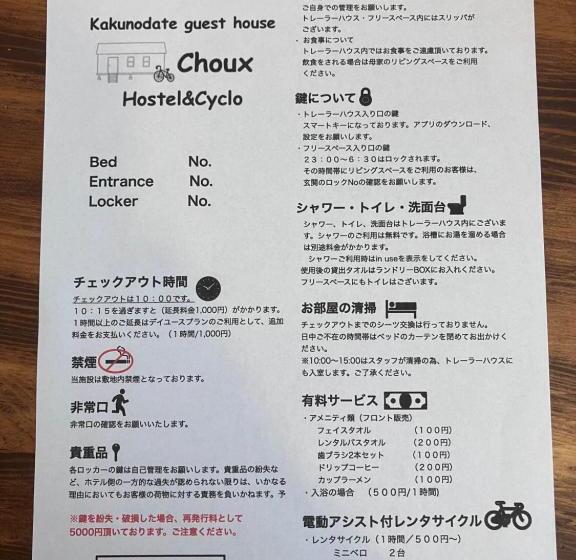 Kakunodate guest house
Choux
Hostel&Cyclo
Bed No.
Entrance No.
Locker No.
チェックアウト時間
チェックアウトは１０：００です。
１０：１５を過ぎますと（延長料金1,000円）がかかります。
１時間以上のご延長はデイユースプランのご利用として、追加
料金をお支払いください。（１時間/1,000円）
禁煙
当施設は敷地内禁煙となっております。
非常口
非常口の確認をお願いいたします。
貴重品
各ロッカーの鍵は自己管理をお願いします。貴重品の紛失な
ど、ホテル側の一方的な過失が認められない限りは、いかなる
理由においてもお客様の荷物に対する責務を負いかねます。予
※鍵を紛失・破損した場合、再発行料として
5000円頂いております。ご注意ください。
ご自身での管理をお願いします。
トレーラーハウス・フリースペース内にはスリッパが
ございます。
・お食事について
トレーラーハウス内ではお食事をご遠慮頂いております。
飲食をされる場合は母家のリビングスペースをご利用
ください。
鍵について
・トレーラーハウス入り口の鍵
スマートキーになっております。アプリのダウンロード、
設定をお願いします。
・フリースペース入り口の鍵
２３：００〜６：３０はロックされます。
その時間帯にリビングスペースをご利用のお客様は、
玄関のロックNoの確認をお願いします。
シャワー・トイレ・洗面台
シャワー、トイレ、洗面台はトレーラーハウス内にございま
す。シャワーのご利用は無料です。浴槽にお湯を溜める場合
は別途料金がかかります。
シャワーご利用時はin useを表示をしてください。
使用後の貸出タオルはランドリーBOXにお入れください。
フリースペースにもトイレはございます。
お部屋の清掃
チェックアウトまでのシーツ交換は行っておりません。
日中ご不在の時間帯はベッドのカーテンを閉めてお出かけく
ださい。
※10:00〜15:00はスタッフが清掃の為、トレーラーハウスに
も入室します。ご了承ください。
有料サービス
・アメニティ類（フロント販売）
フェイスタオル （100円）
レンタルバスタオル （200円）
歯ブラシ2本セット （100円）
ドリップコーヒー （200円）
カップラーメン （100円）
・入浴の場合 （500円/1時間）
電動アシスト付レンタサイクル
・レンタサイクル（１時間／５００円〜）
ミニベロ ２台